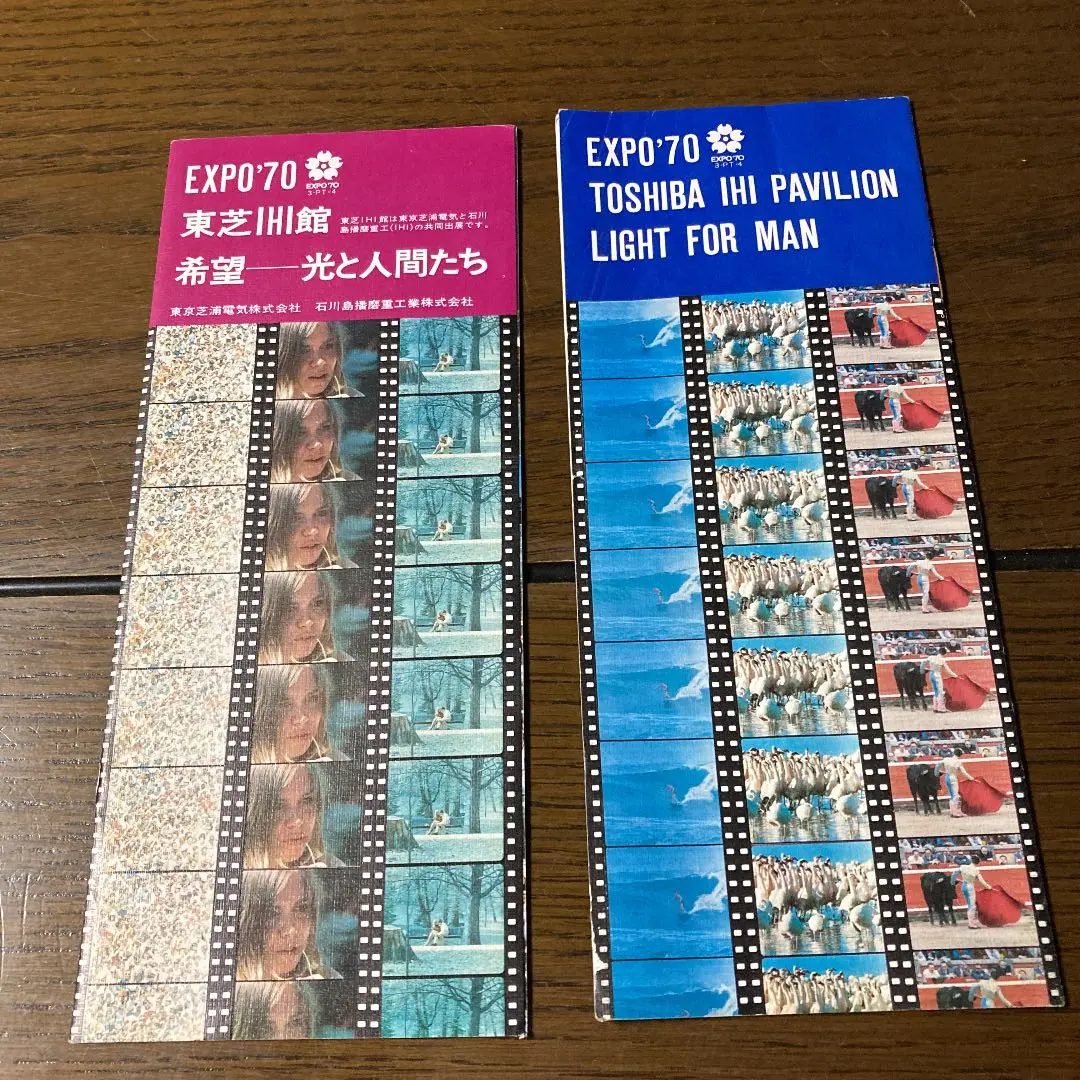 EXPO'70
EXPO'70
3·PT·4
東芝IHI館
東芝IHI館は東京芝浦電気と石川
島播磨重工(IHI)の共同出展です。
希望──光と人間たち
東京芝浦電気株式会社 石川島播磨重工業株式会社
EXPO'70
EXPO'70
3·PT·4
TOSHIBA IHI PAVILION
LIGHT FOR MAN